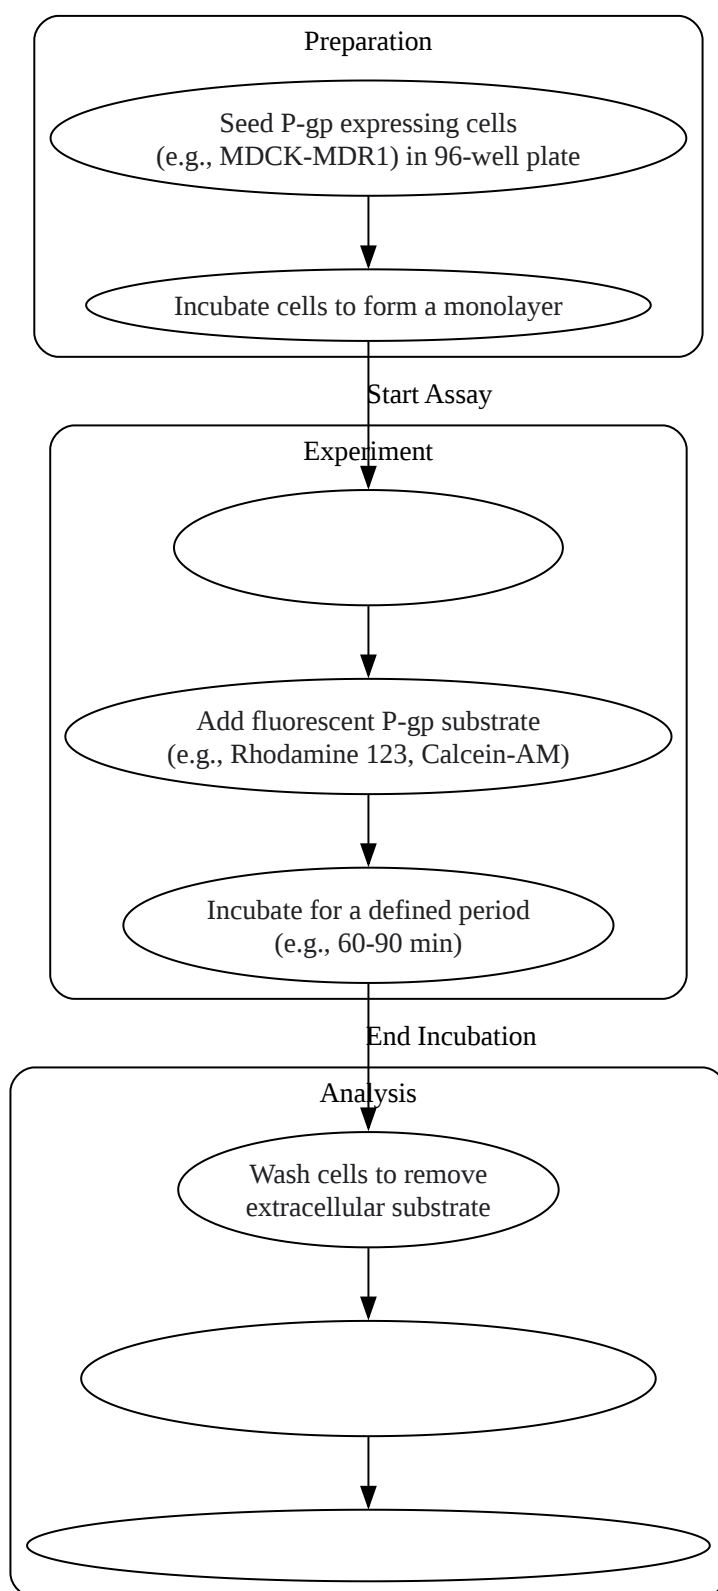 Preparation
Seed P-gp expressing cells
(e.g., MDCK-MDR1) in 96-well plate
Incubate cells to form a monolayer
Start Assay
Experiment
Add fluorescent P-gp substrate
(e.g., Rhodamine 123, Calcein-AM)
Incubate for a defined period
(e.g., 60-90 min)
End Incubation
Analysis
Wash cells to remove
extracellular substrate